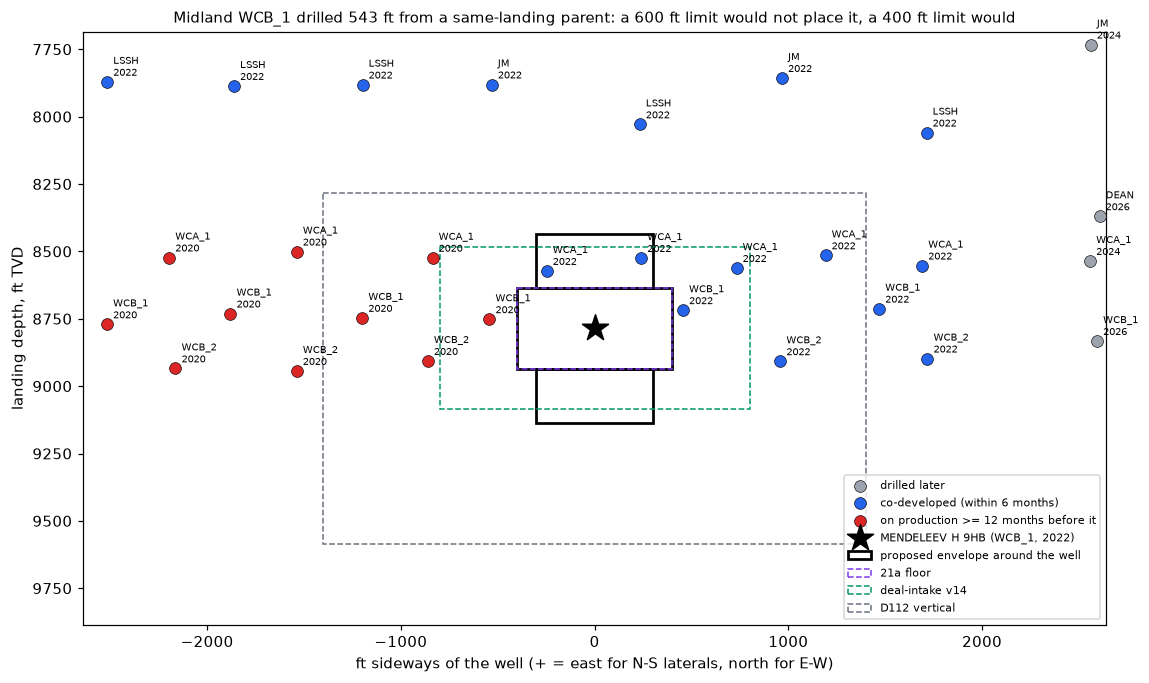 Midland WCB_1 drilled 543 ft from a same-landing parent: a 600 ft limit would not place it, a 400 ft limit would
JM
2024
7750
LSSH
2022
LSSH
2022
LSSH
2022
JM
2022
JM
2022
LSSH
2022
LSSH
2022
8000
DEAN
2026
8250
WCA_1
2020
WCA_1
2020
WCA_1
2020
WCA_1
2022
WCA_1
2022
WCA_1
2022
WCA_1
2022
WCA_1
2022
WCA_1
2024
8500
WCB_1
2020
WCB_1
2020
WCB_1
2020
WCB_1
2020
WCB_1
2022
WCB_1
2022
WCB_1
2026
8750
WCB_2
2020
WCB_2
2020
WCB_2
2020
WCB_2
2022
WCB_2
2022
9000
9250
9500
9750
landing depth, ft TVD
drilled later
co-developed (within 6 months)
on production >= 12 months before it
MENDELEEV H 9HB (WCB_1, 2022)
proposed envelope around the well
21a floor
deal-intake v14
D112 vertical
−2000
−1000
0
1000
2000
ft sideways of the well (+ = east for N-S laterals, north for E-W)